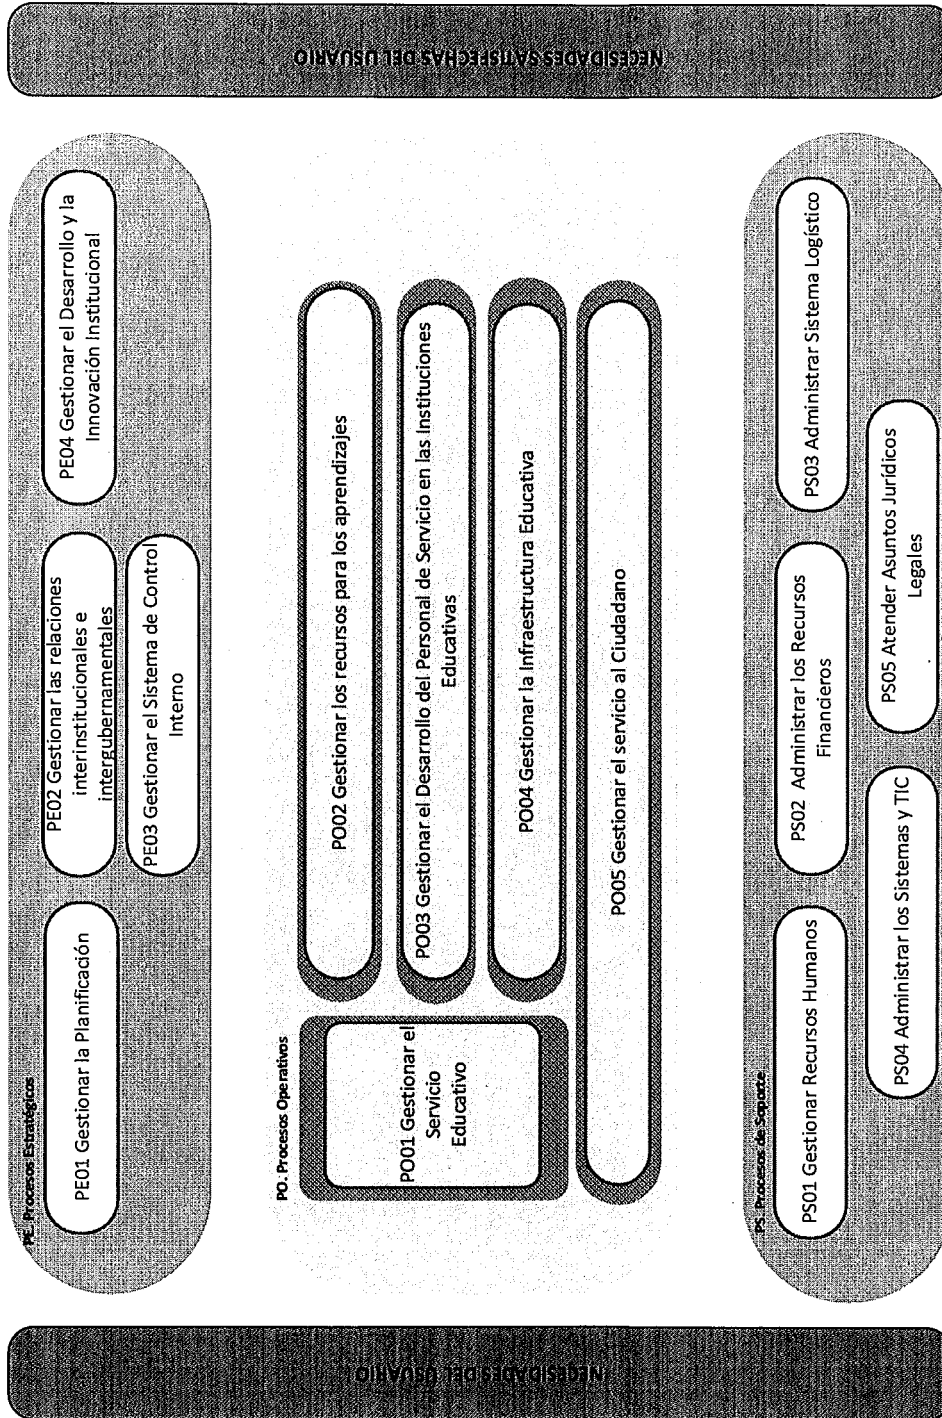 NECESIDADES DEL USUARIO
PE. Procesos Estratégicos
PE01 Gestionar la Planificación
PE02 Gestionar las relaciones
interinstitucionales e
intergubernamentales
PE03 Gestionar el Sistema de Control
Interno
PE04 Gestionar el Desarrollo y la
Innovación Institucional
PO. Procesos Operativos
PO01 Gestionar el
Servicio
Educativo
PO02 Gestionar los recursos para los aprendizajes
PO03 Gestionar el Desarrollo del Personal de Servicio en las Instituciones
Educativas
PO04 Gestionar la Infraestructura Educativa
PO05 Gestionar el servicio al Ciudadano
PS. Procesos de Soporte
PS01 Gestionar Recursos Humanos
PS02 Administrar los Recursos
Financieros
PS03 Administrar Sistema Logístico
PS04 Administrar los Sistemas y TIC
PS05 Atender Asuntos Jurídicos
Legales
NECESIDADES SATISFECHAS DEL USUARIO